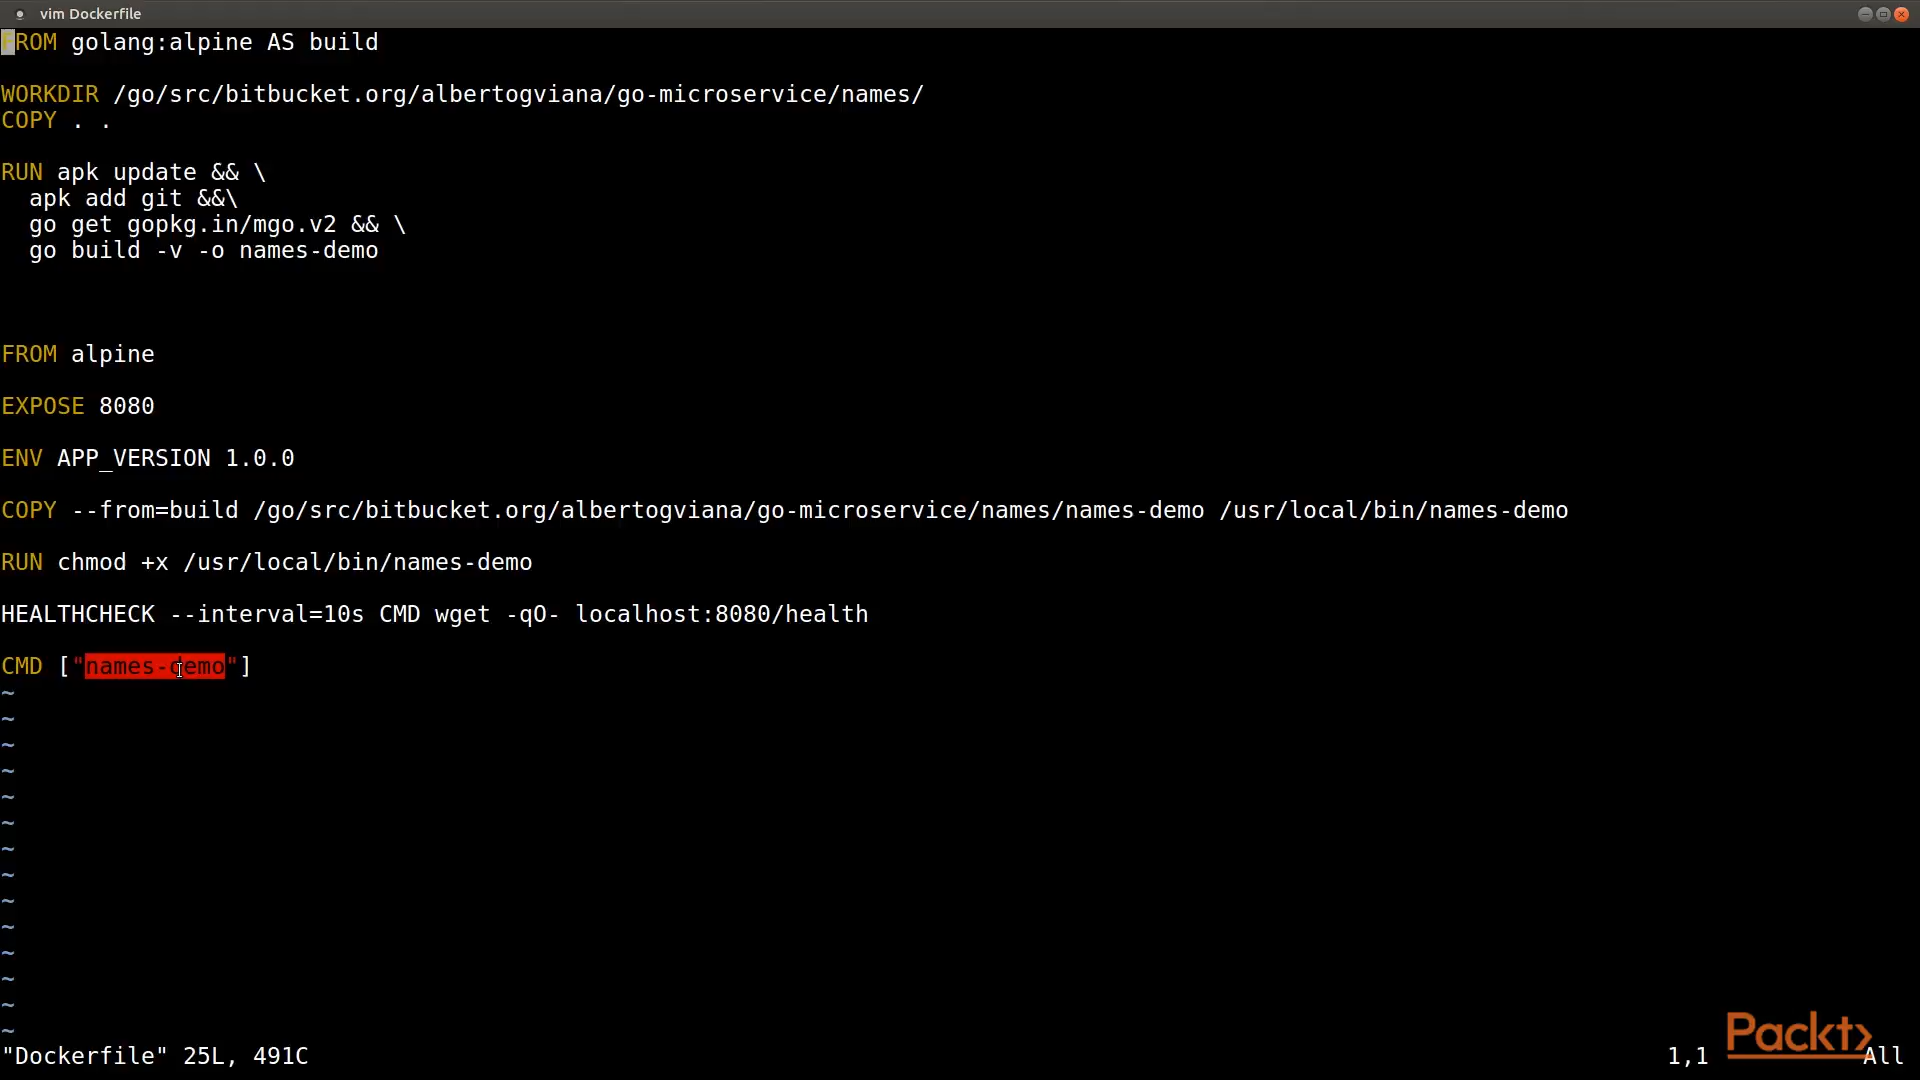 vim Dockerfile
FROM golang:alpine AS build
WORKDIR /go/src/bitbucket.org/albertogviana/go-microservice/names/
COPY . .
RUN apk update && \
  apk add git &&\
  go get gopkg.in/mgo.v2 && \
  go build -v -o names-demo
FROM alpine
EXPOSE 8080
ENV APP_VERSION 1.0.0
COPY --from=build /go/src/bitbucket.org/albertogviana/go-microservice/names/names-demo /usr/local/bin/names-demo
RUN chmod +x /usr/local/bin/names-demo
HEALTHCHECK --interval=10s CMD wget -qO- localhost:8080/health
CMD ["names-demo"]
~
~
~
~
~
~
~
~
~
~
~
~
~
~
"Dockerfile" 25L, 491C 1,1 All
Packt>